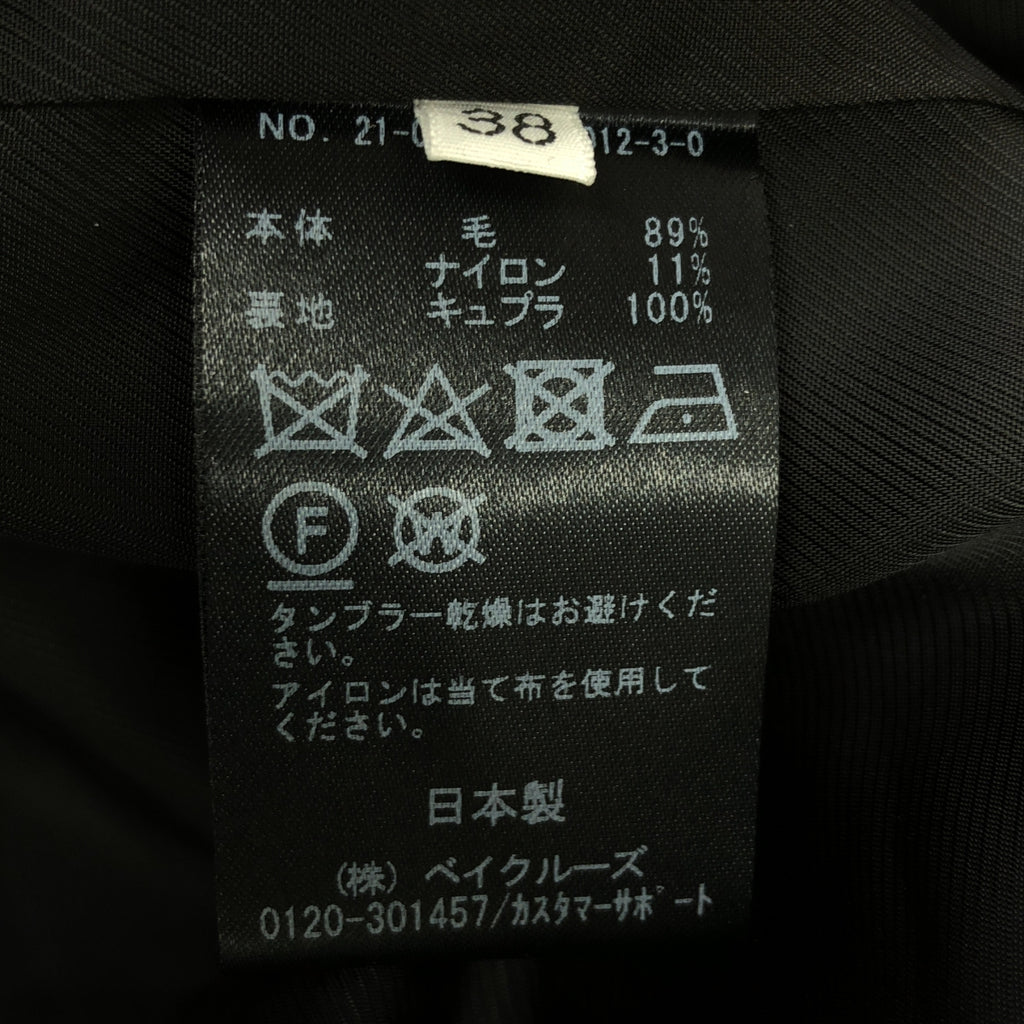 38
NO. 21-0 012-3-0
本体 毛 89%
ナイロン 11%
裏地 キュプラ 100%
F
W
タンブラー乾燥はお避けくだ
さい。
アイロンは当て布を使用して
ください。
日本製
(株) ベイクルーズ
0120-301457/カスタマーサポート